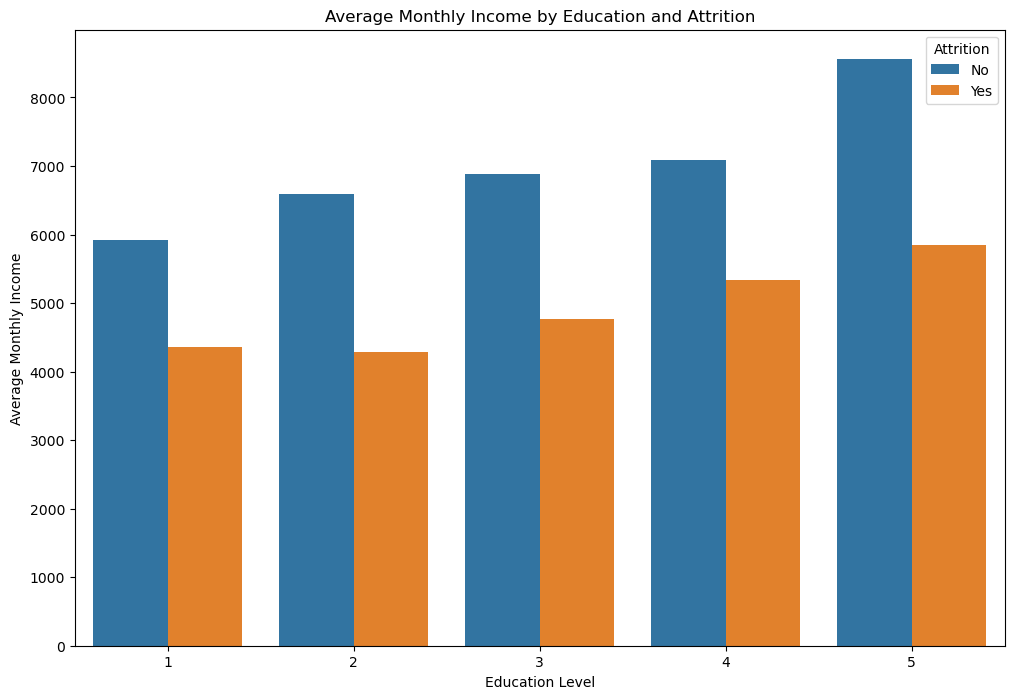 Average Monthly Income by Education and Attrition
Attrition
No
Yes
8000
7000
6000
5000
4000
3000
2000
1000
0
Average Monthly Income
1 2 3 4 5
Education Level